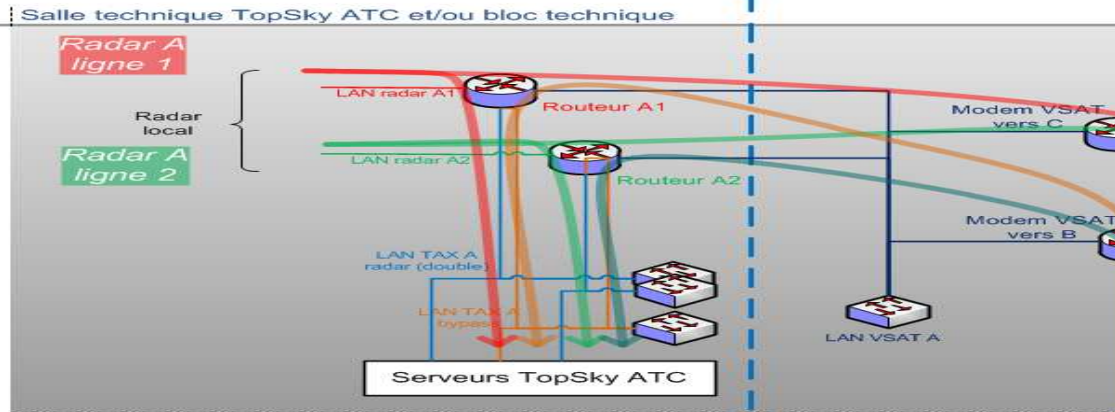 Salle technique TopSky ATC et/ou bloc technique
Radar A
ligne 1
LAN radar A1
Routeur A1
Radar
local
Modem VSAT
vers C
Radar A
ligne 2
LAN radar A2
Routeur A2
Modem VSAT
vers B
LAN TAX A
radar (double)
LAN TAX A
bypass
LAN VSAT A
Serveurs TopSky ATC